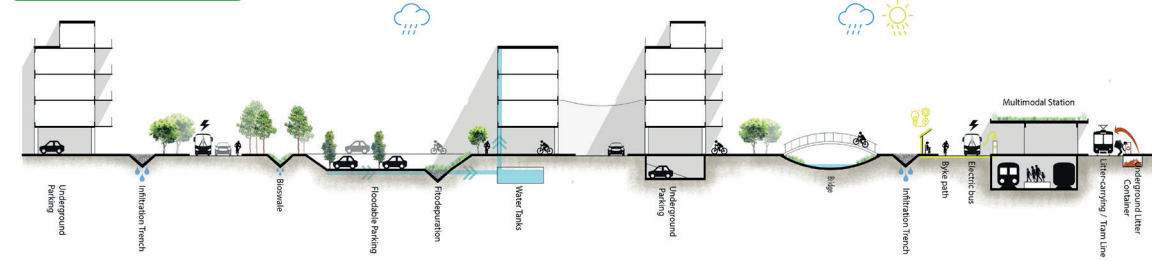 Multimodal Station
Underground
Parking
Infiltration Trench
Bioswale
Floodable Parking
Fitodepuration
Water Tanks
Underground
Parking
Bridge
Infiltration Trench
Byke path
Electric bus
Litter-carrying / Tram Line
Underground Litter
Container